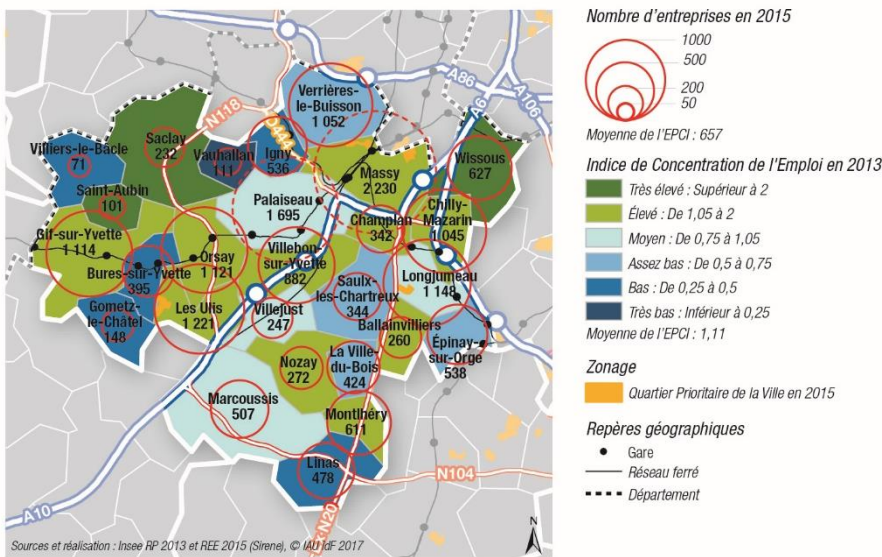 A86
A6
A106
N118
D444
Verrières-
le-Buisson
1 052
Villiers-le-Bâcle
71
Saclay
232
Vauhallan
111
Igny
536
Wissous
627
Massy
2 230
Saint-Aubin
101
Palaiseau
1 695
Champlan
342
Chilly-
Mazarin
1 045
Gif-sur-Yvette
1 114
Orsay
1 121
Villebon-
sur-Yvette
882
Bures-sur-Yvette
395
Saulx-
les-Chartreux
344
Longjumeau
1 148
Gometz-
le-Châtel
148
Les Ulis
1 221
Villejust
247
Ballainvilliers
260
Épinay-
sur-Orge
538
Nozay
272
La Ville-
du-Bois
424
Marcoussis
507
Montlhéry
611
Linas
478
N104
A10
N20
Sources et réalisation : Insee RP 2013 et REE 2015 (Sirene), © IAU îdF 2017
N
Nombre d'entreprises en 2015
1000
500
200
50
Moyenne de l'EPCI : 657
Indice de Concentration de l'Emploi en 2013
Très élevé : Supérieur à 2
Élevé : De 1,05 à 2
Moyen : De 0,75 à 1,05
Assez bas : De 0,5 à 0,75
Bas : De 0,25 à 0,5
Très bas : Inférieur à 0,25
Moyenne de l'EPCI : 1,11
Zonage
Quartier Prioritaire de la Ville en 2015
Repères géographiques
Gare
Réseau ferré
Département